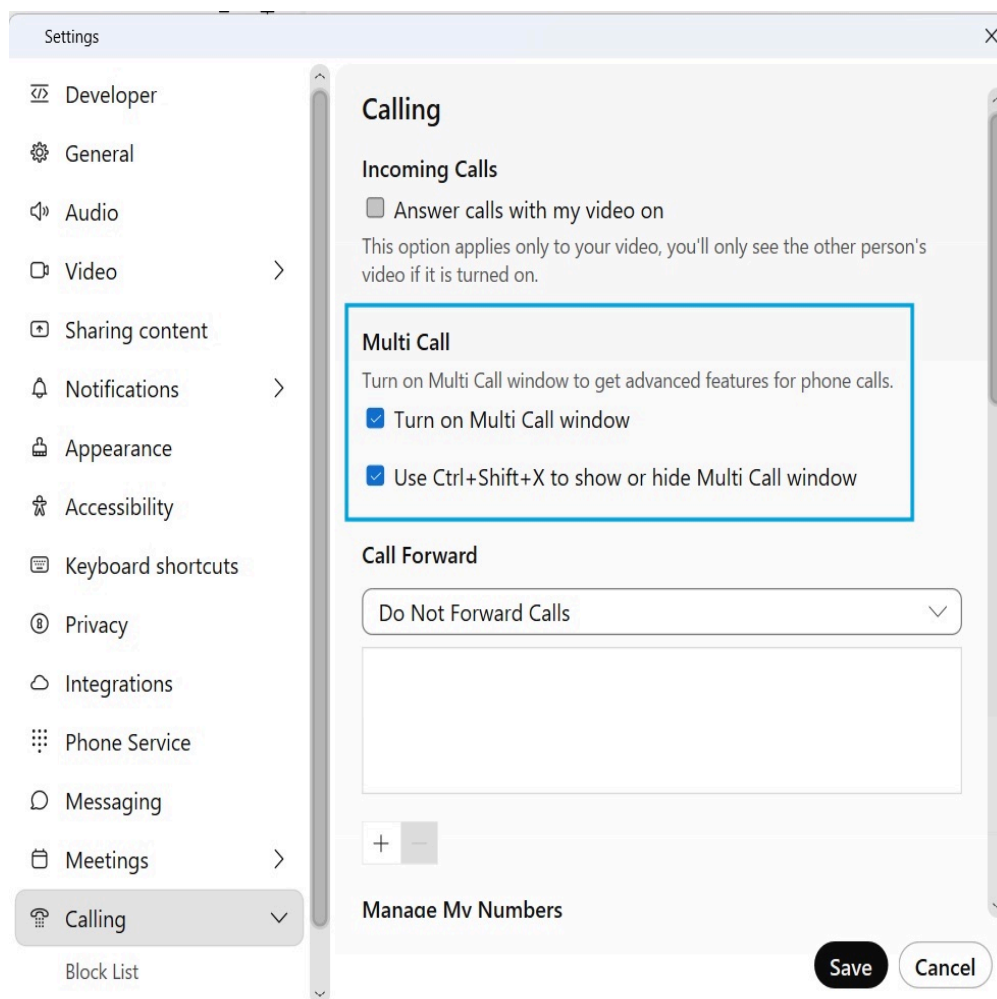 Settings
Developer
General
Audio
Video
Sharing content
Notifications
Appearance
Accessibility
Keyboard shortcuts
Privacy
Integrations
Phone Service
Messaging
Meetings
Calling
Block List
Calling
Incoming Calls
Answer calls with my video on
This option applies only to your video, you'll only see the other person's
video if it is turned on.
Multi Call
Turn on Multi Call window to get advanced features for phone calls.
Turn on Multi Call window
Use Ctrl+Shift+X to show or hide Multi Call window
Call Forward
Do Not Forward Calls
Manage My Numbers
Save
Cancel